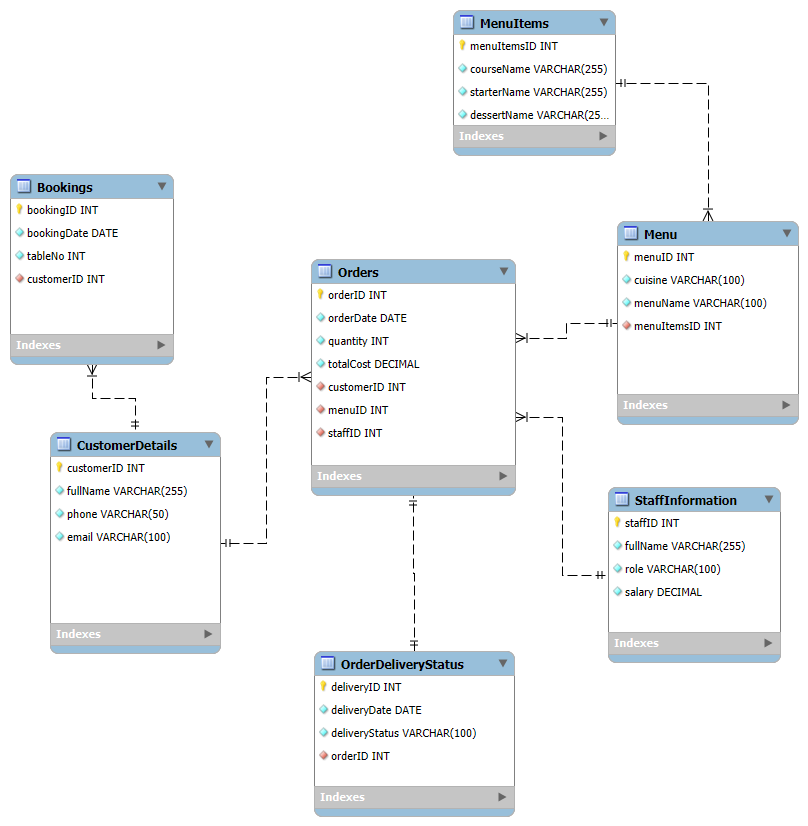 MenuItems
menuItemsID INT
courseName VARCHAR(255)
starterName VARCHAR(255)
dessertName VARCHAR(25...
Indexes
Bookings
bookingID INT
bookingDate DATE
tableNo INT
customerID INT
Indexes
Menu
menuID INT
cuisine VARCHAR(100)
menuName VARCHAR(100)
menuItemsID INT
Indexes
Orders
orderID INT
orderDate DATE
quantity INT
totalCost DECIMAL
customerID INT
menuID INT
staffID INT
Indexes
CustomerDetails
customerID INT
fullName VARCHAR(255)
phone VARCHAR(50)
email VARCHAR(100)
Indexes
StaffInformation
staffID INT
fullName VARCHAR(255)
role VARCHAR(100)
salary DECIMAL
Indexes
OrderDeliveryStatus
deliveryID INT
deliveryDate DATE
deliveryStatus VARCHAR(100)
orderID INT
Indexes